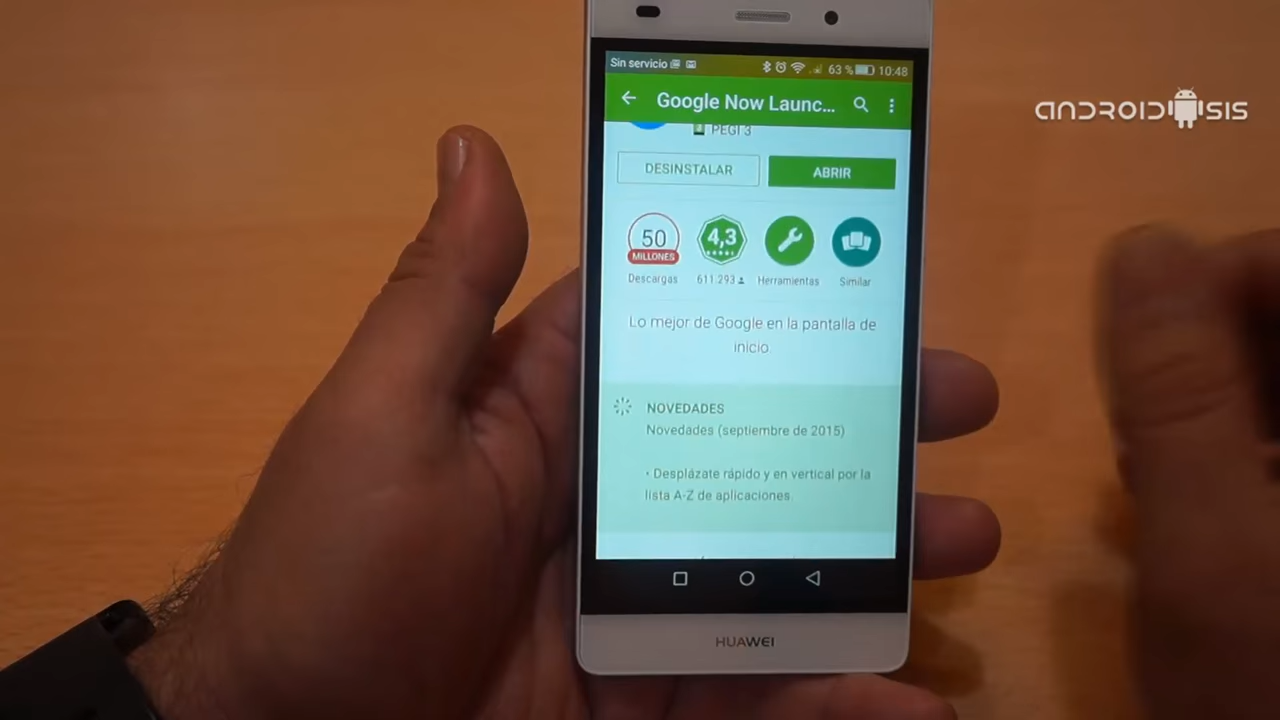 Sin servicio 63 % 10:48
Google Now Launc...
PEGI 3
DESINSTALAR ABRIR
50 4,3
MILLONES
Descargas 611.293 Herramientas Similar
Lo mejor de Google en la pantalla de
inicio.
NOVEDADES
Novedades (septiembre de 2015)
• Desplázate rápido y en vertical por la
lista A-Z de aplicaciones.
HUAWEI
ANDROIDSIS